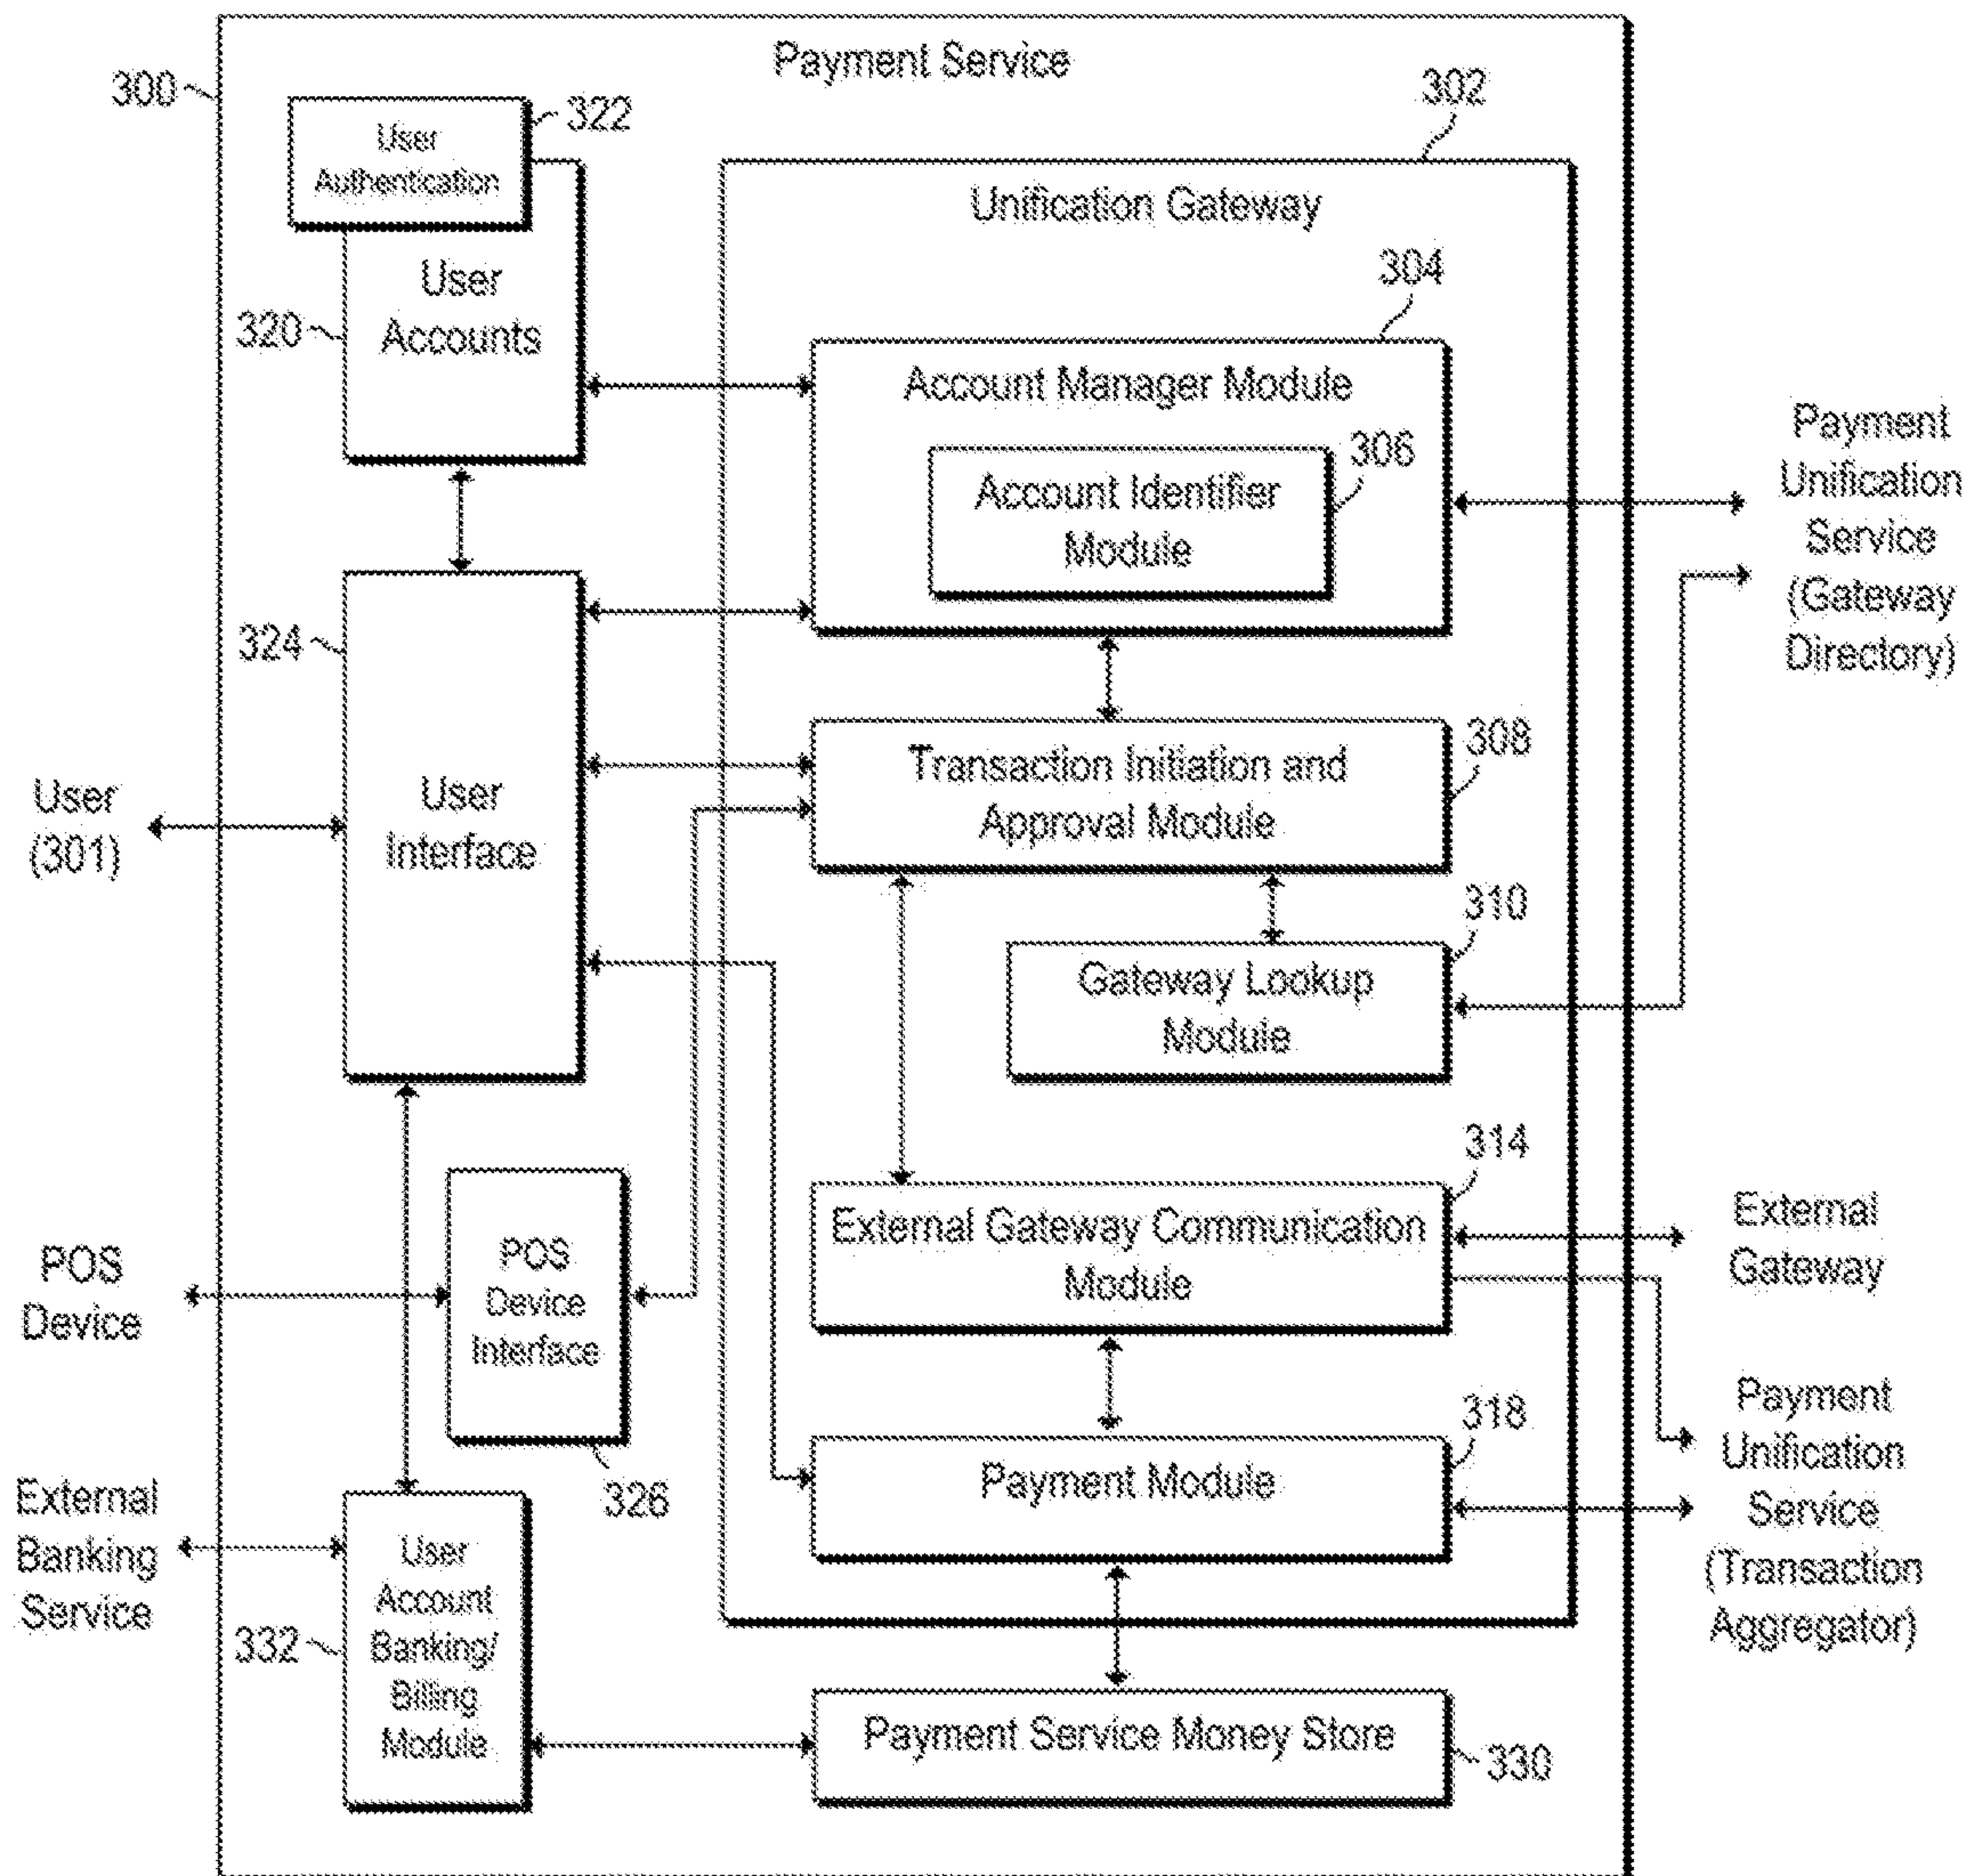 Payment Service
300
302
322
User
Authentication
Unification Gateway
User
Accounts
320
304
Account Manager Module
306
Account Identifier
Module
Payment
Unification
Service
(Gateway
Directory)
324
User
Interface
User
(301)
308
Transaction Initiation and
Approval Module
310
Gateway Lookup
Module
314
External Gateway Communication
Module
External
Gateway
POS
Device
POS
Device
Interface
326
318
Payment Module
Payment
Unification
Service
(Transaction
Aggregator)
External
Banking
Service
332
User
Account
Banking/
Billing
Module
Payment Service Money Store
330